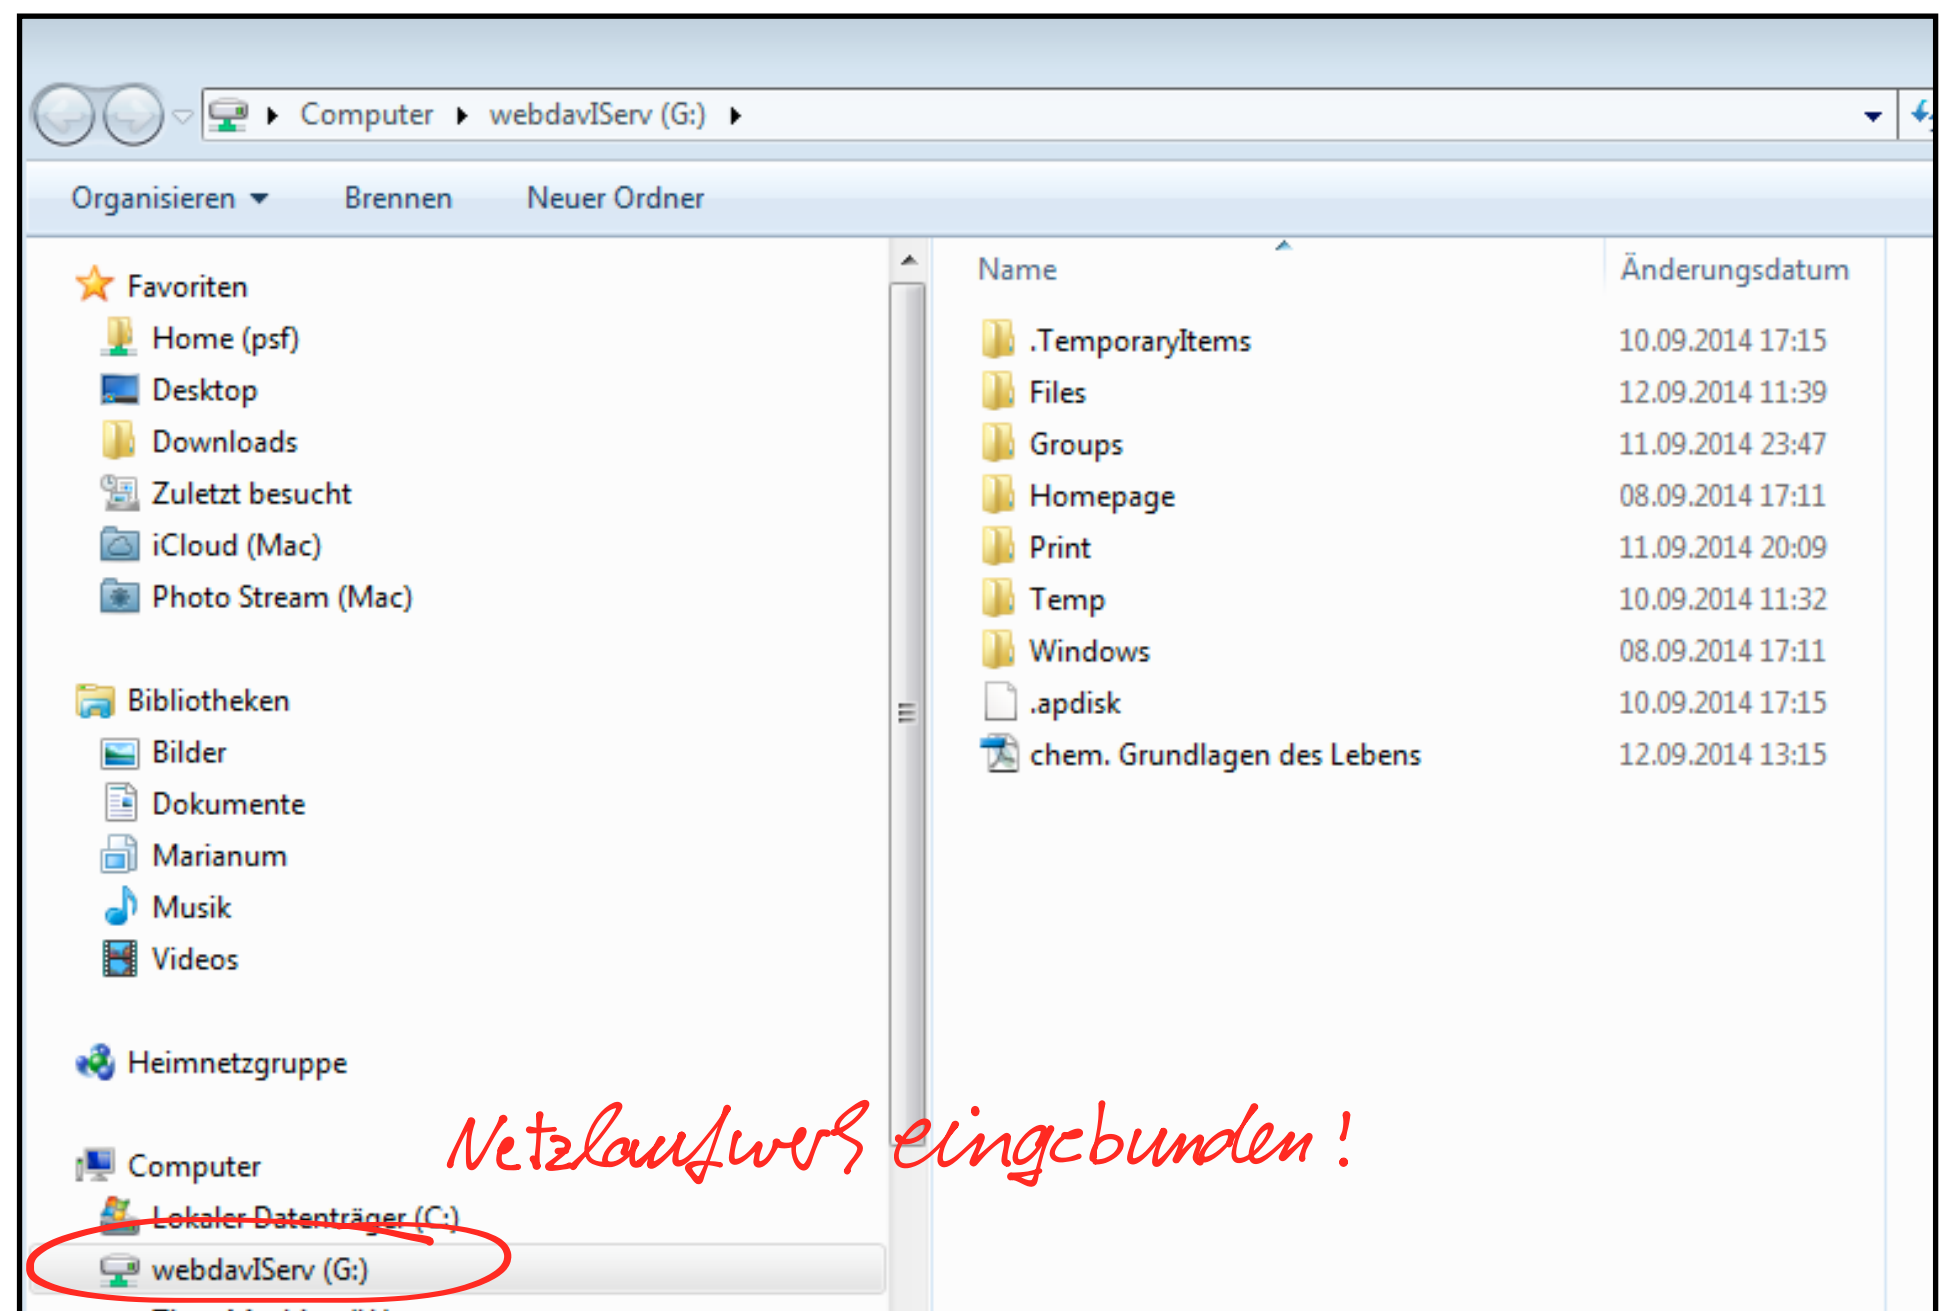 Computer webdavIServ (G:)
Organisieren Brennen Neuer Ordner
Favoriten
Home (psf)
Desktop
Downloads
Zuletzt besucht
iCloud (Mac)
Photo Stream (Mac)
Bibliotheken
Bilder
Dokumente
Marianum
Musik
Videos
Heimnetzgruppe
Computer
Lokaler Datenträger (C:)
webdavIServ (G:)
Name Änderungsdatum
.TemporaryItems 10.09.2014 17:15
Files 12.09.2014 11:39
Groups 11.09.2014 23:47
Homepage 08.09.2014 17:11
Print 11.09.2014 20:09
Temp 10.09.2014 11:32
Windows 08.09.2014 17:11
.apdisk 10.09.2014 17:15
chem. Grundlagen des Lebens 12.09.2014 13:15
Netzlaufwerk eingebunden!